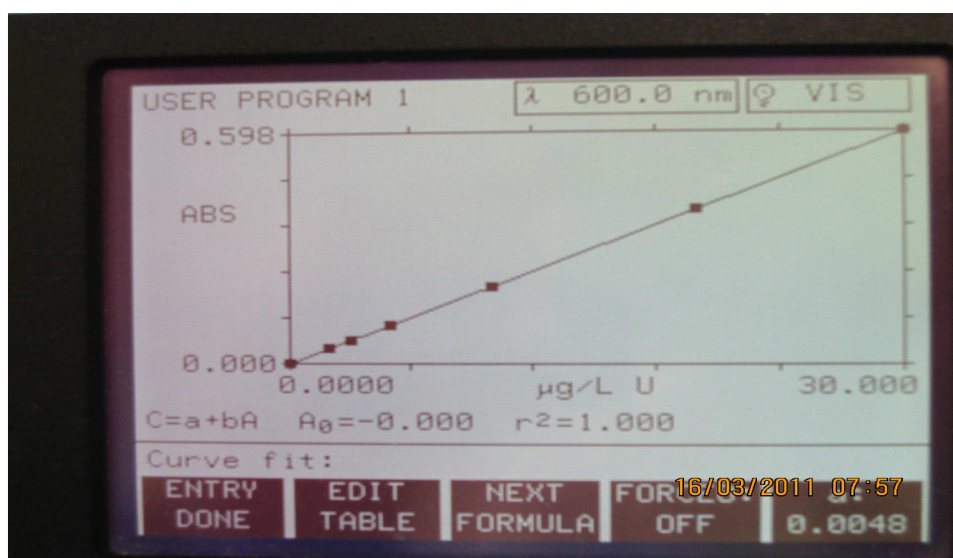 USER PROGRAM 1 λ 600.0 nm VIS
0.598
ABS
0.000
0.0000 µg/L U 30.000
C=a+bA A₀=-0.000 r²=1.000
Curve fit:
16/03/2011 07:57
ENTRY EDIT NEXT
DONE TABLE FORMULA OFF 0.0048